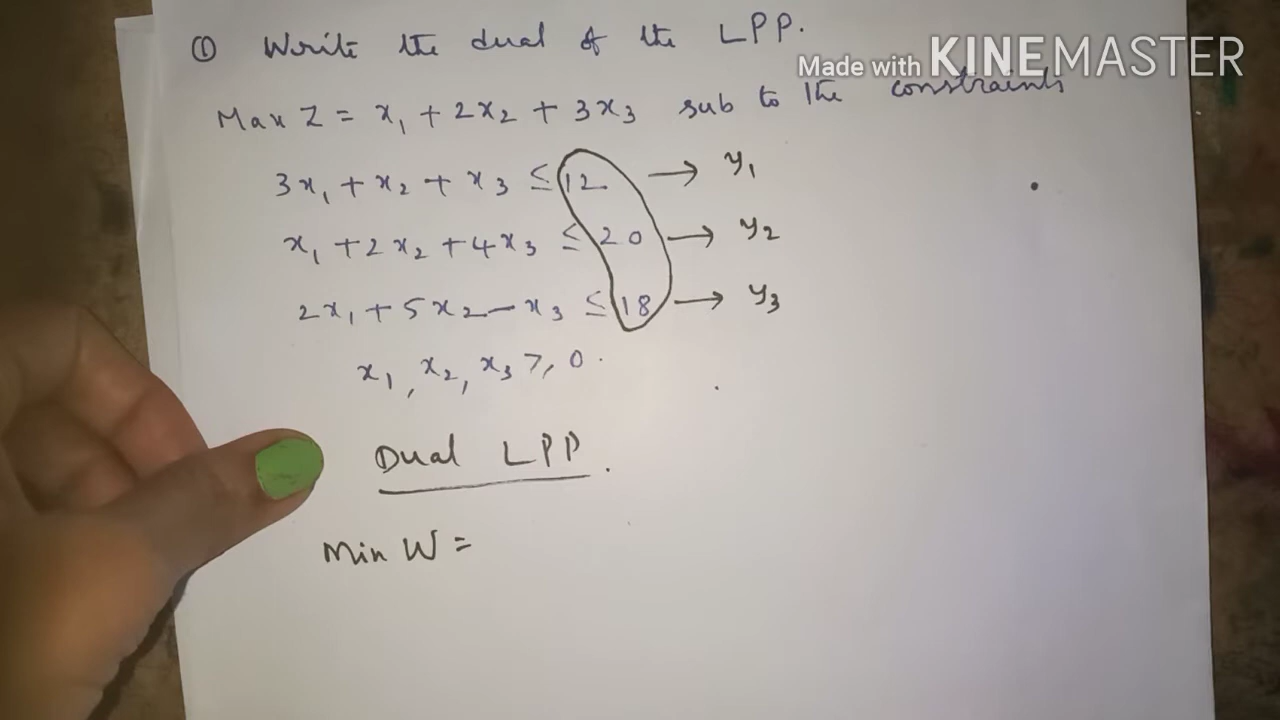 ① Write the dual of the LPP.
Made with KINEMASTER
Max Z = x₁ + 2x₂ + 3x₃ sub to the constraints
3x₁ + x₂ + x₃ ≤ 12 → y₁
x₁ + 2x₂ + 4x₃ ≤ 20 → y₂
2x₁ + 5x₂ - x₃ ≤ 18 → y₃
x₁, x₂, x₃ ≥ 0.
Dual LPP.
Min W =